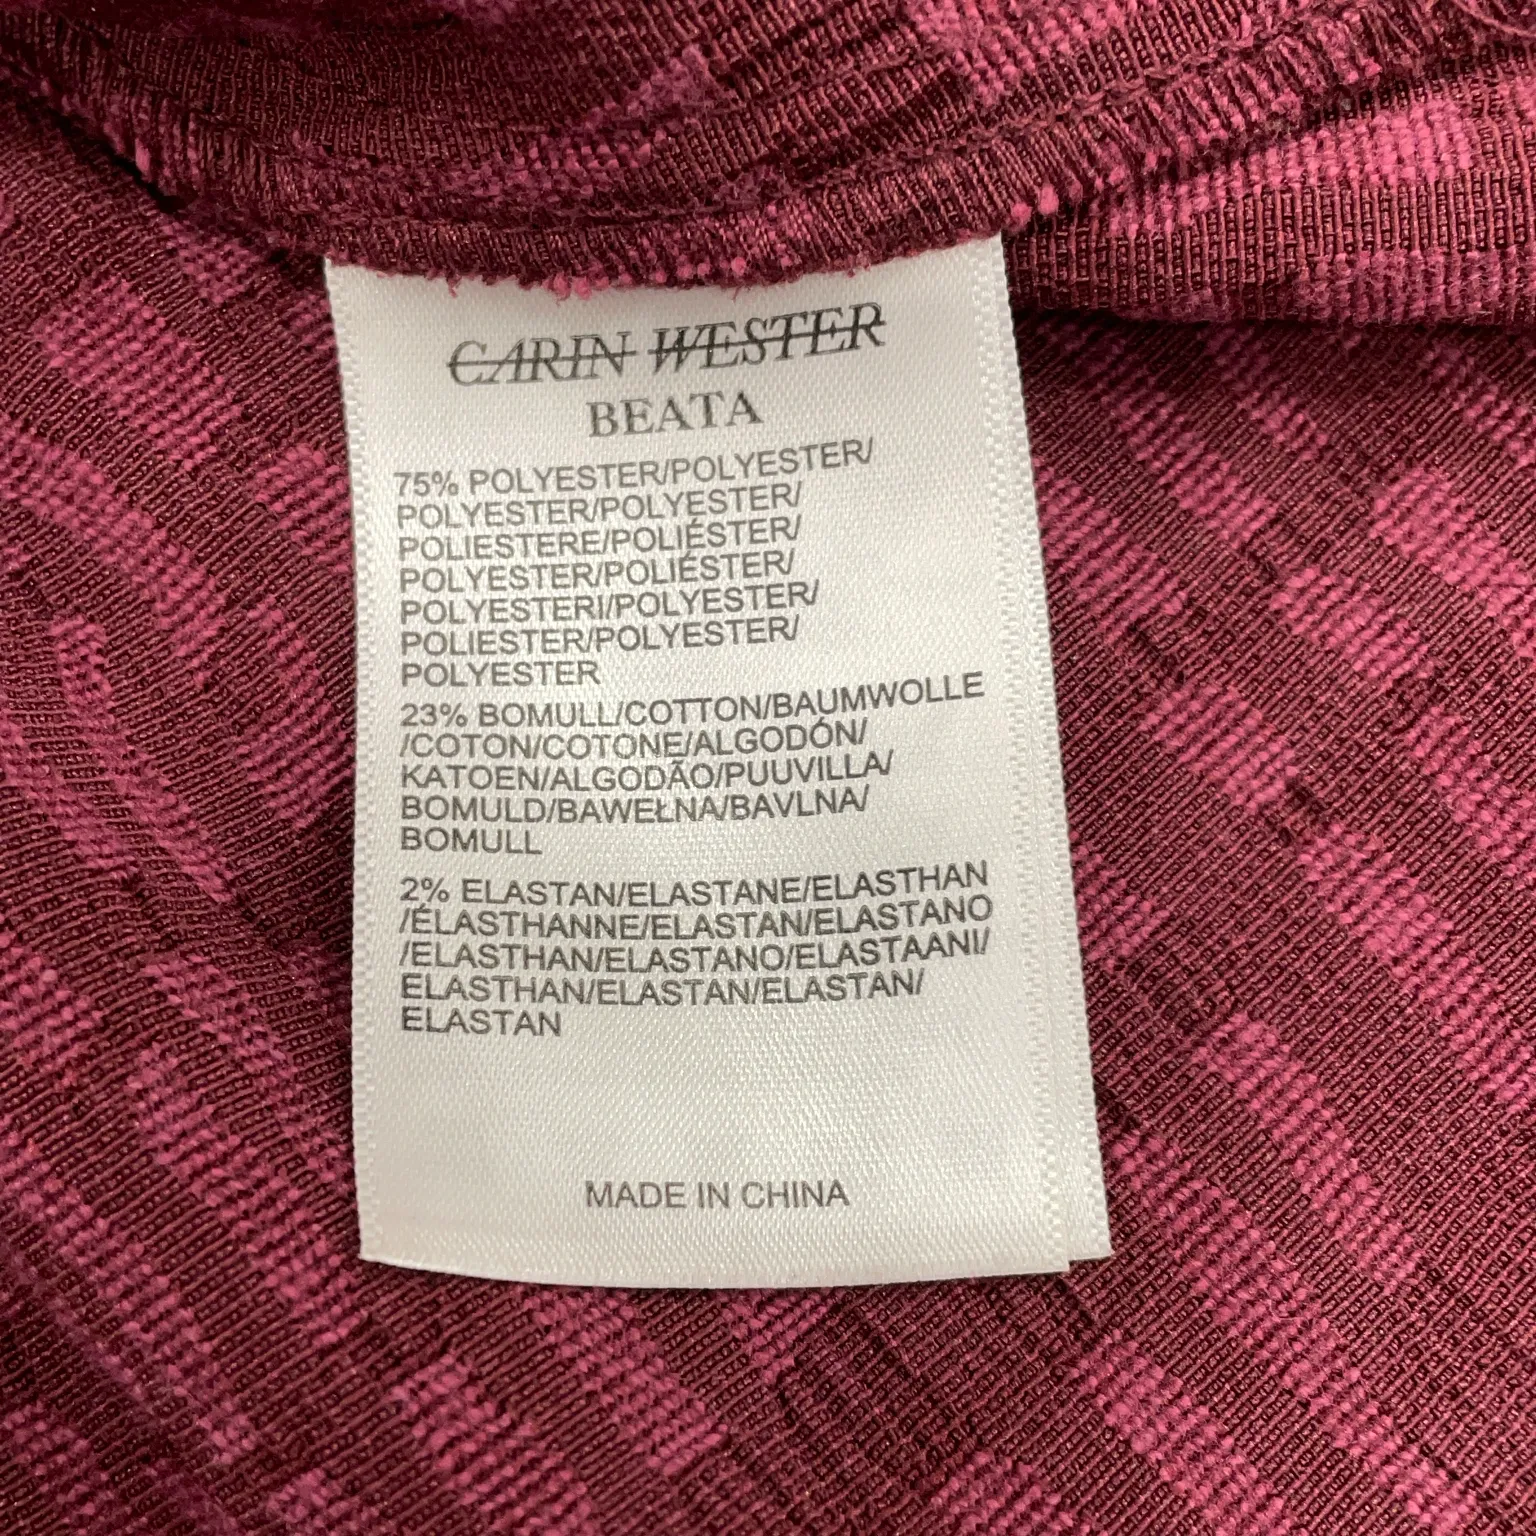 CARIN WESTER
BEATA
75% POLYESTER/POLYESTER/
POLYESTER/POLYESTER/
POLIESTERE/POLIÉSTER/
POLYESTER/POLIÉSTER/
POLYESTERI/POLYESTER/
POLIESTER/POLYESTER/
POLYESTER
23% BOMULL/COTTON/BAUMWOLLE
/COTON/COTONE/ALGODÓN/
KATOEN/ALGODÃO/PUUVILLA/
BOMULD/BAWEŁNA/BAVLNA/
BOMULL
2% ELASTAN/ELASTANE/ELASTHAN
/ÉLASTHANNE/ELASTAN/ELASTANO
/ELASTHAN/ELASTANO/ELASTAANI/
ELASTHAN/ELASTAN/ELASTAN/
ELASTAN
MADE IN CHINA